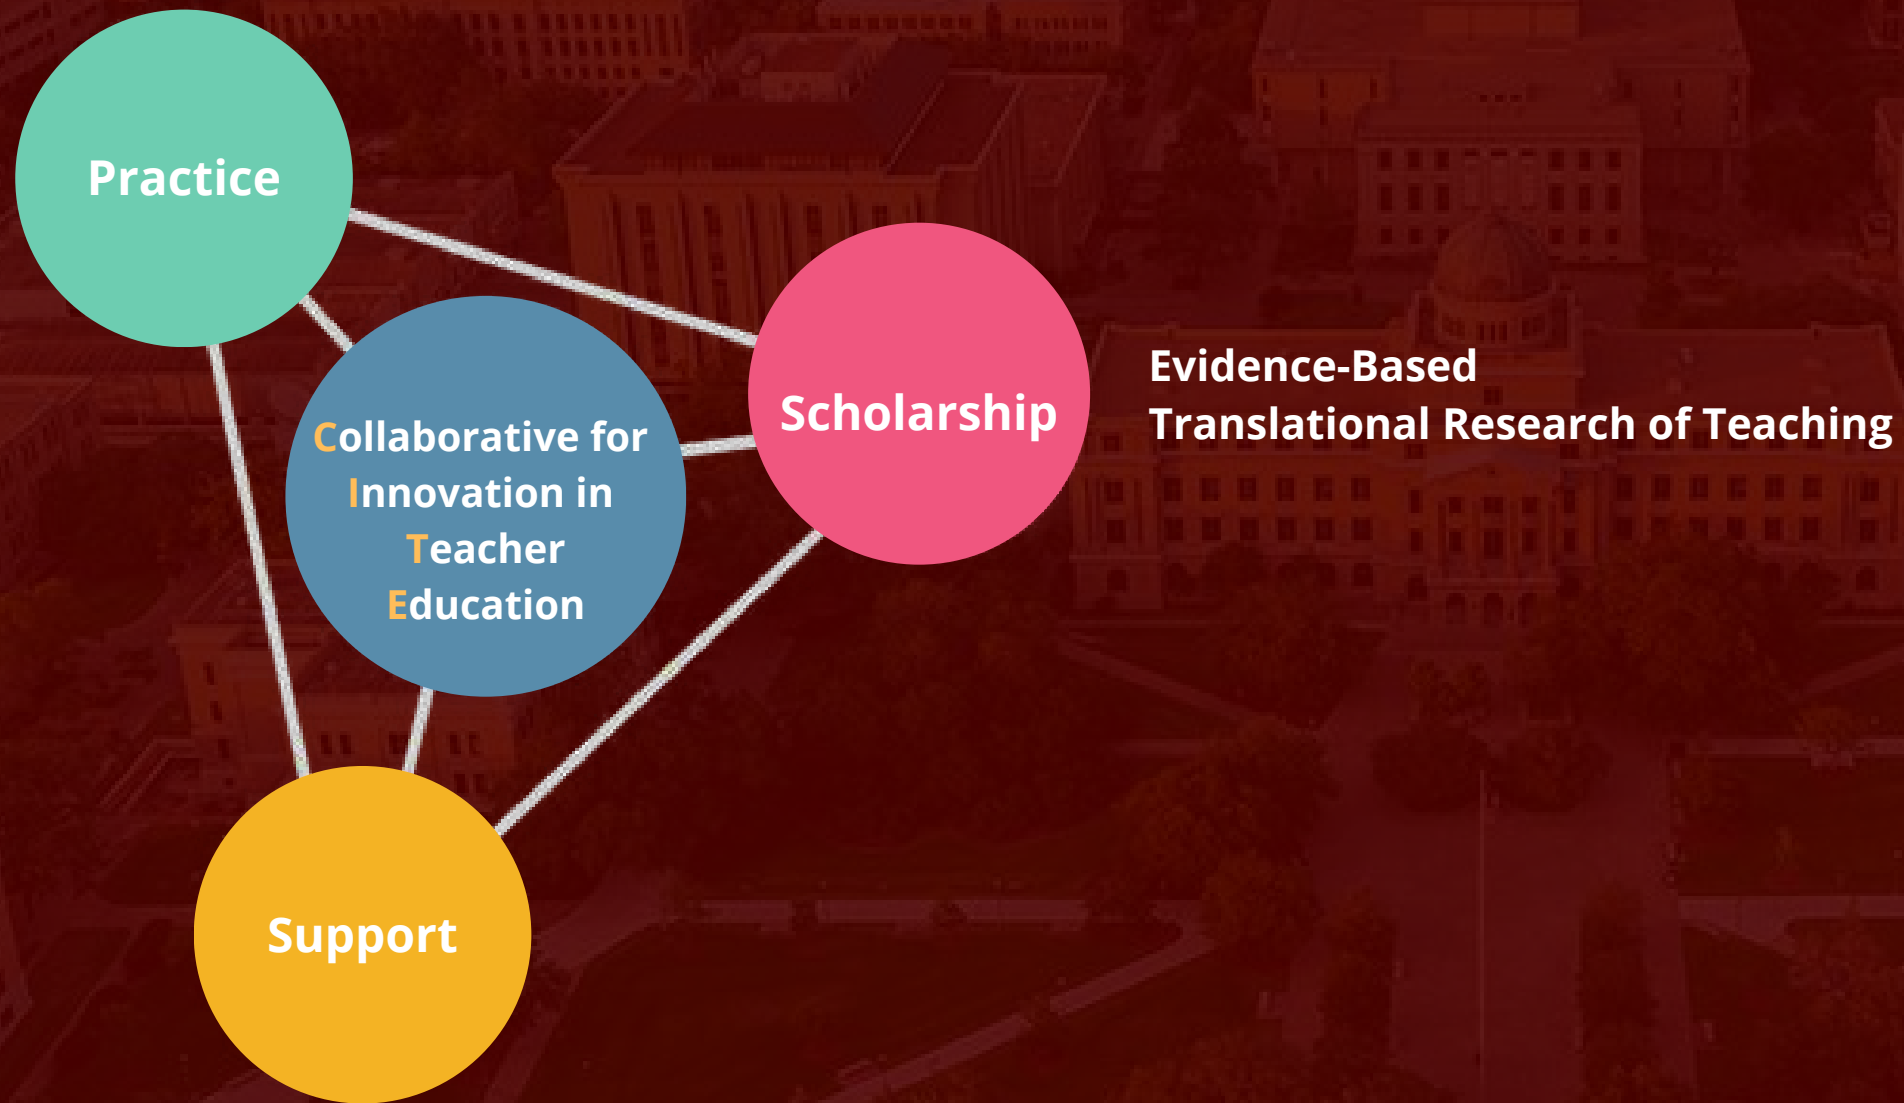 Practice
Collaborative for
Innovation in
Teacher
Education
Scholarship
Evidence-Based
Translational Research of Teaching
Support